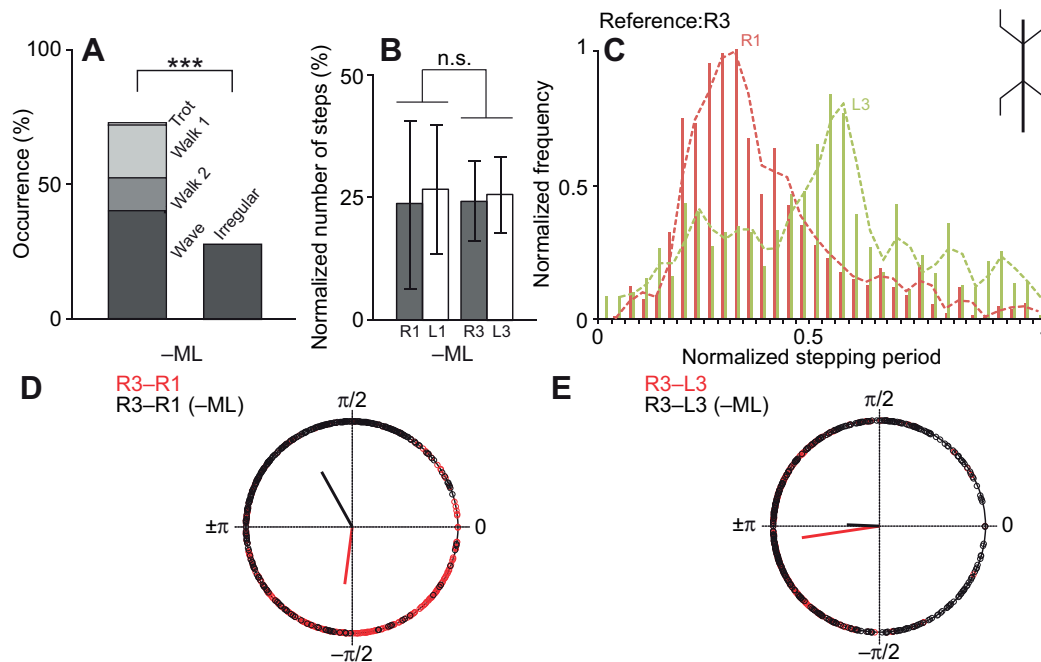 A
Occurrence (%)
100
50
0
***
Trot
Walk 1
Walk 2
Wave
Irregular
–ML
B
Normalized number of steps (%)
50
25
0
n.s.
R1 L1 R3 L3
–ML
Reference:R3
C
Normalized frequency
1
0.5
0
R1
L3
0 0.5 1
Normalized stepping period
D
R3–R1
R3–R1 (–ML)
π/2
±π
0
–π/2
E
R3–L3
R3–L3 (–ML)
π/2
±π
0
–π/2